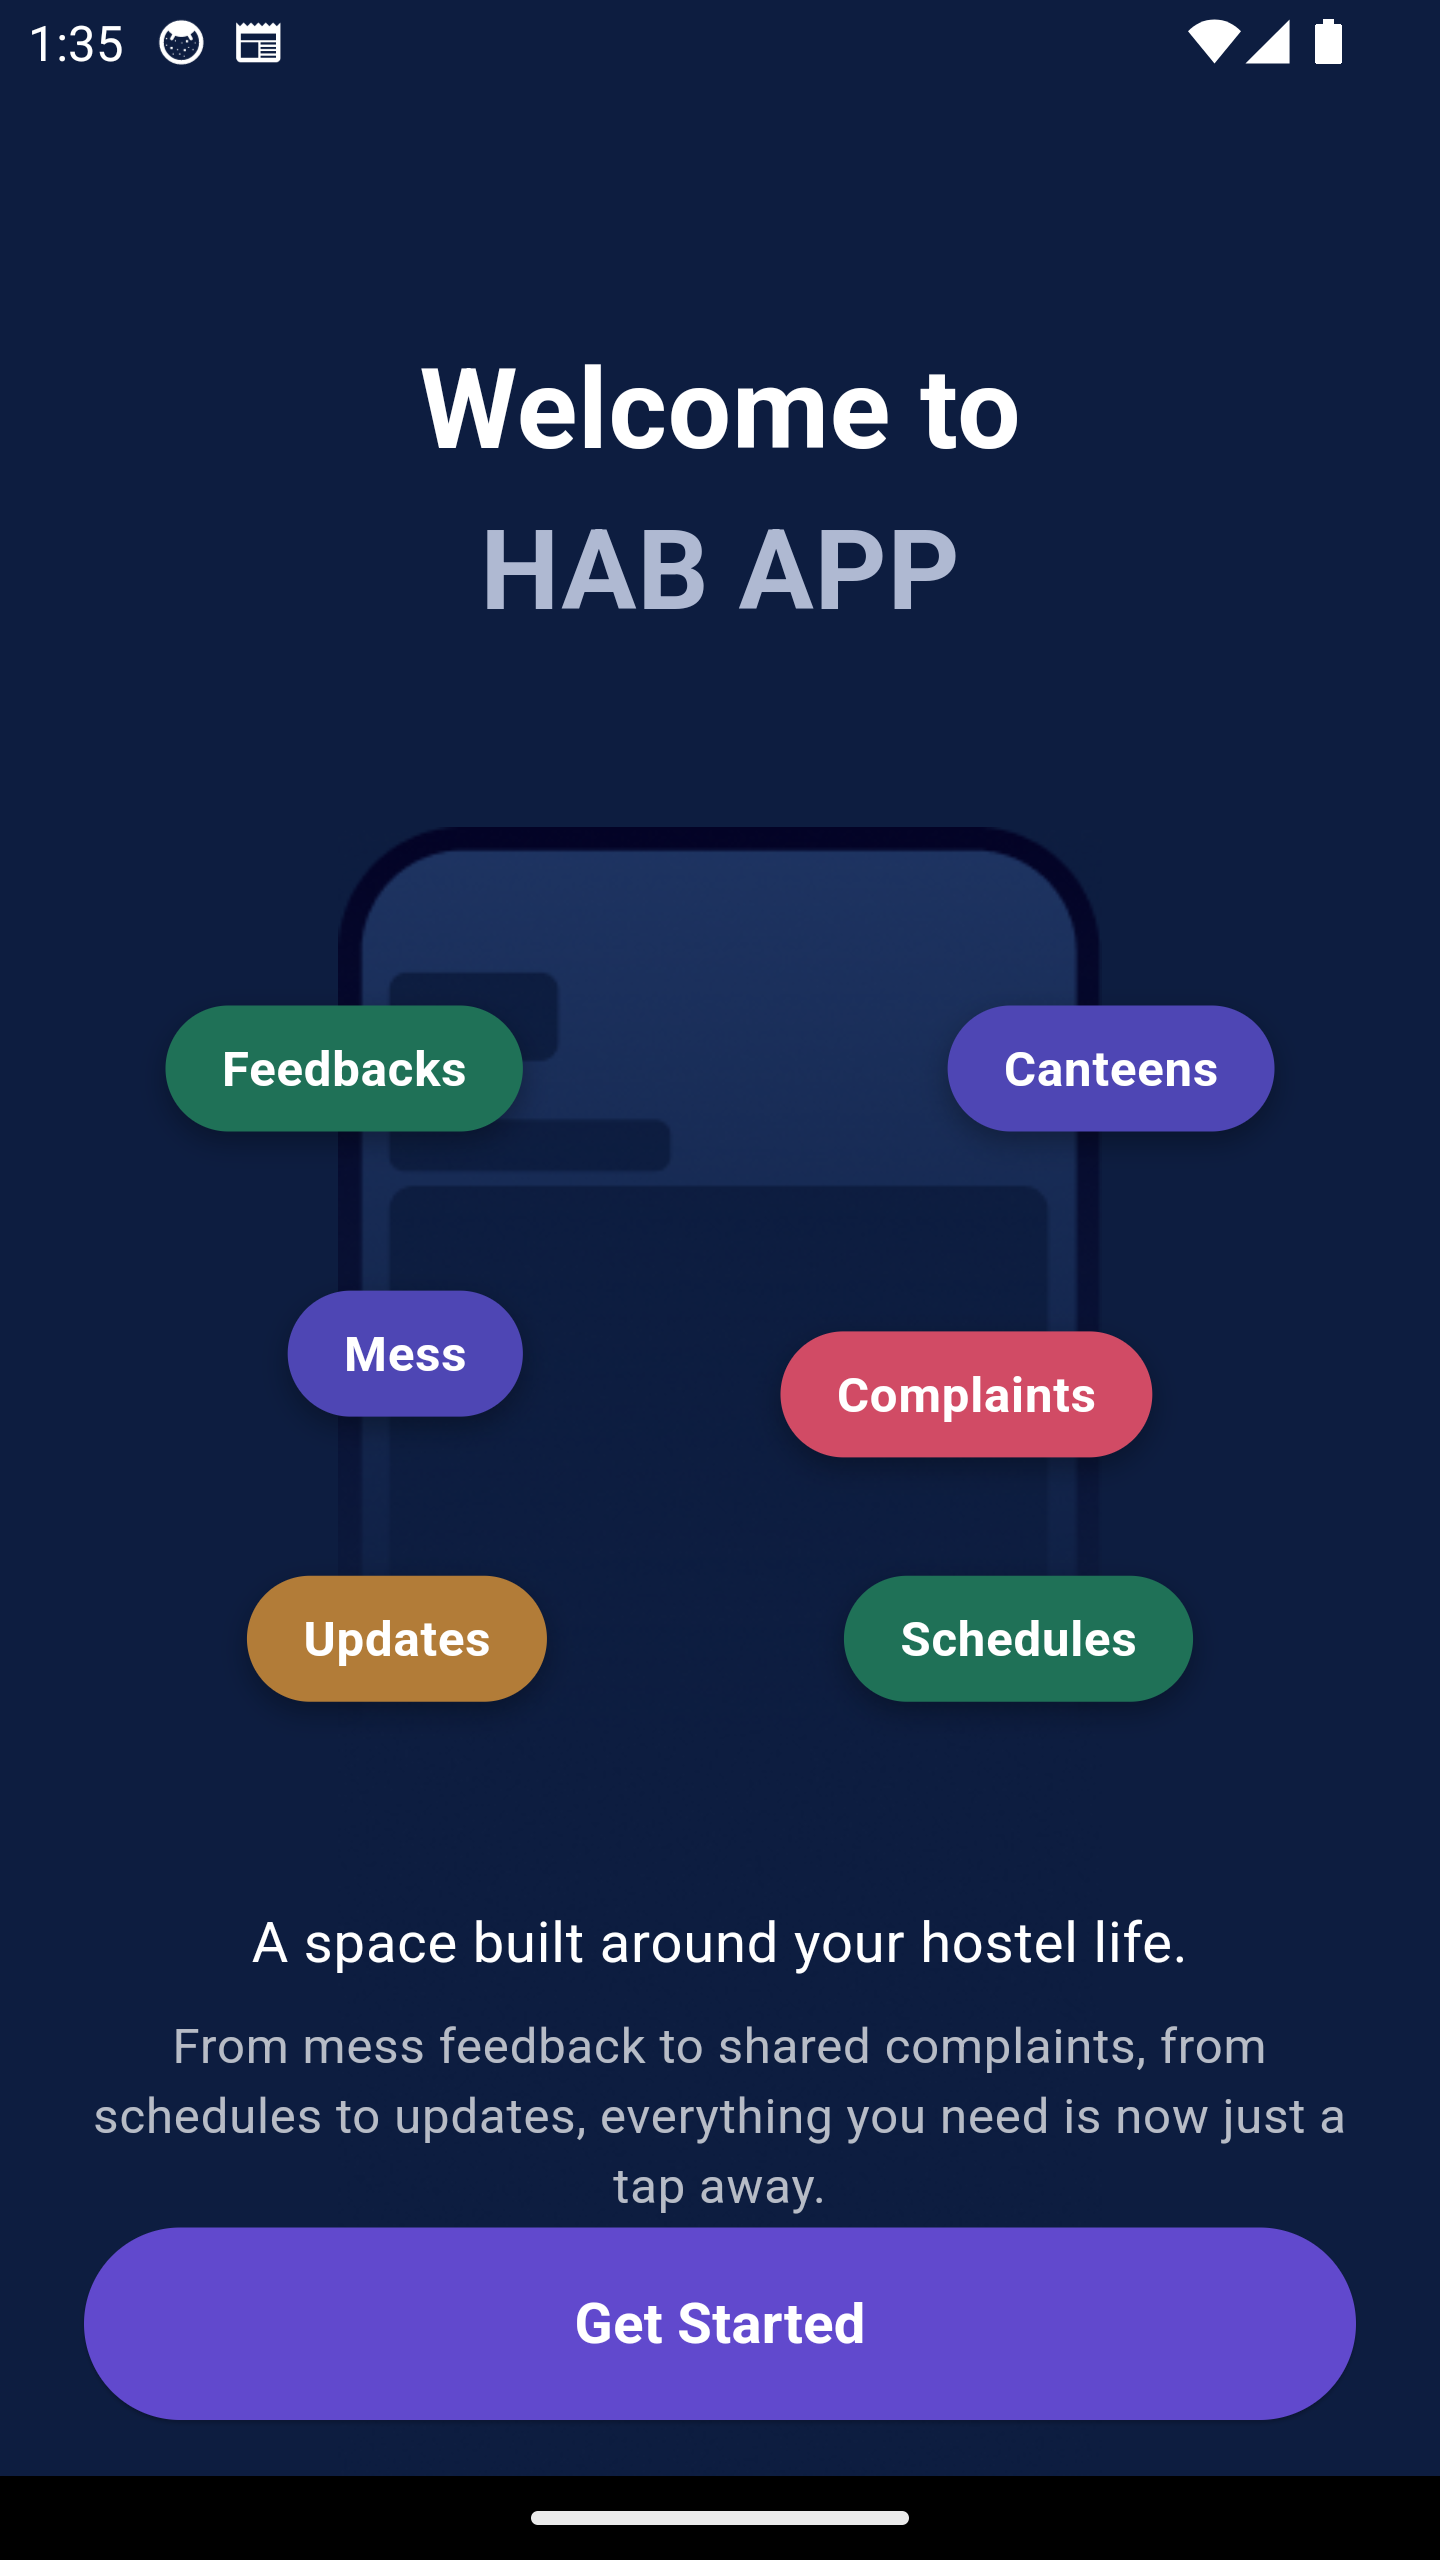 1:35
Welcome to
HAB APP
Feedbacks
Canteens
Mess
Complaints
Updates
Schedules
A space built around your hostel life.
From mess feedback to shared complaints, from
schedules to updates, everything you need is now just a
tap away.
Get Started